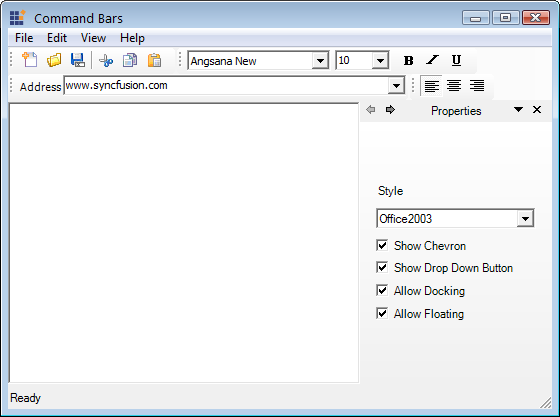 Command Bars
File Edit View Help
Angsana New 10 B I U
Address www.syncfusion.com
Properties
Style
Office2003
Show Chevron
Show Drop Down Button
Allow Docking
Allow Floating
Ready